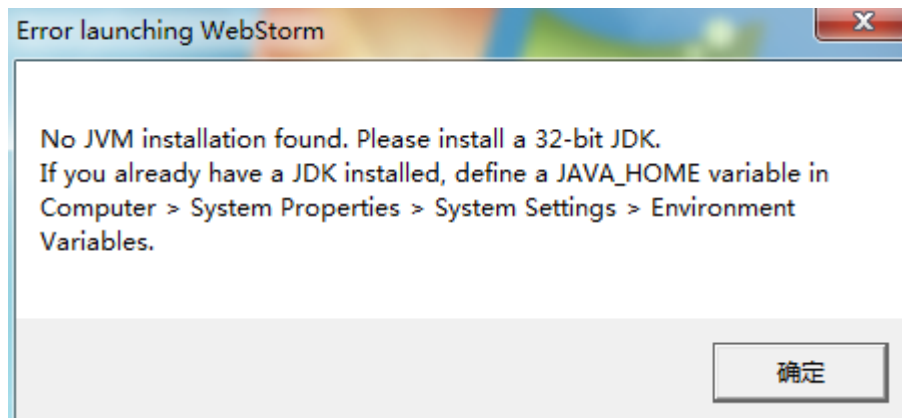 Error launching WebStorm
No JVM installation found. Please install a 32-bit JDK.
If you already have a JDK installed, define a JAVA_HOME variable in
Computer > System Properties > System Settings > Environment
Variables.
确定